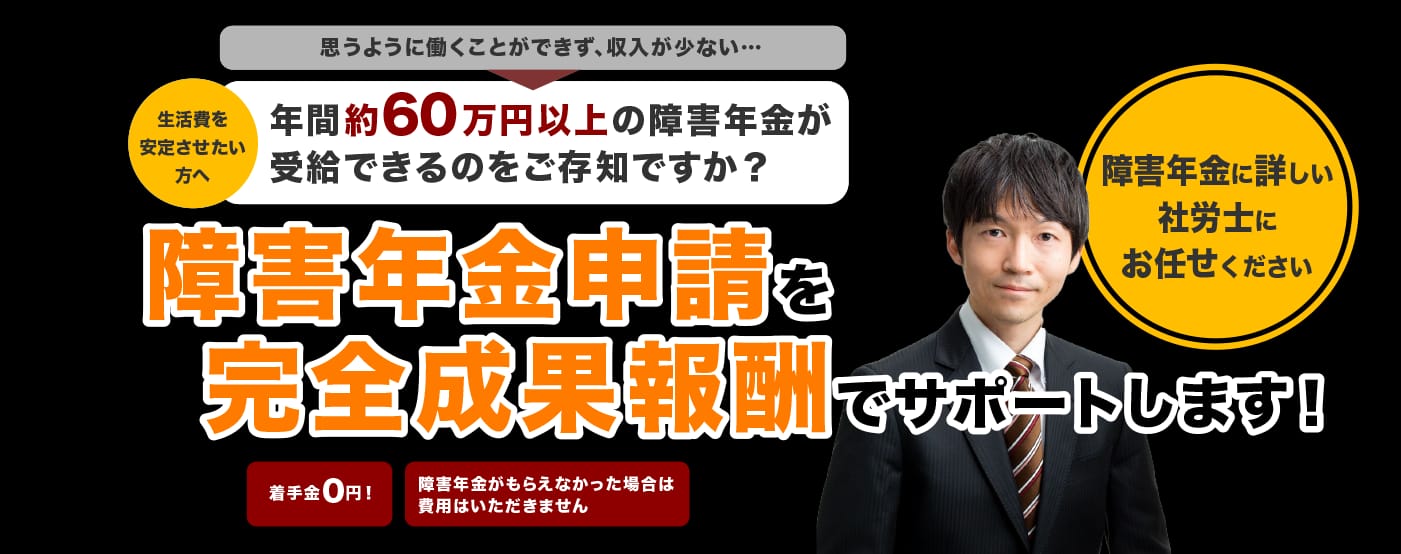 思うように働くことができず、収入が少ない…
生活費を
安定させたい
方へ
年間約60万円以上の障害年金が
受給できるのをご存知ですか？
障害年金に詳しい
社労士に
お任せください
障害年金申請を
完全成果報酬でサポートします！
着手金0円！
障害年金がもらえなかった場合は
費用はいただきません